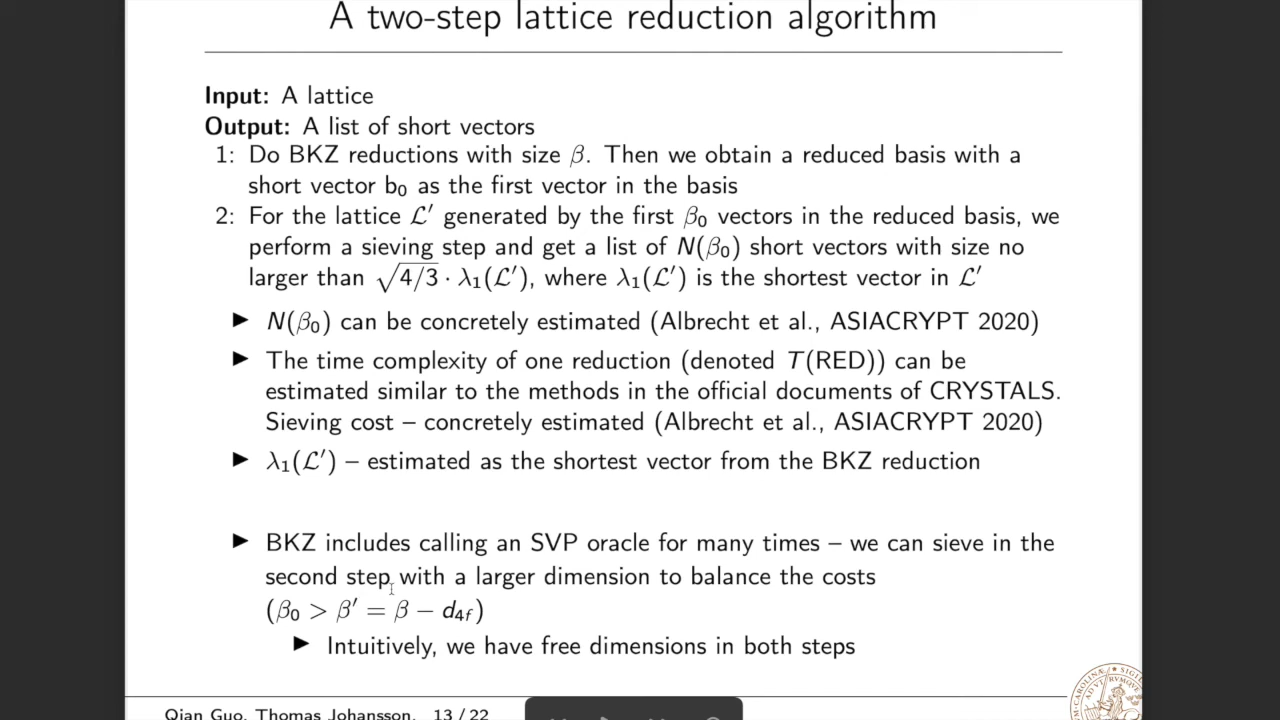 A two-step lattice reduction algorithm
Input: A lattice
Output: A list of short vectors
1: Do BKZ reductions with size β. Then we obtain a reduced basis with a
short vector b₀ as the first vector in the basis
2: For the lattice ℒ′ generated by the first β₀ vectors in the reduced basis, we
perform a sieving step and get a list of N(β₀) short vectors with size no
larger than √4/3 · λ₁(ℒ′), where λ₁(ℒ′) is the shortest vector in ℒ′
▶ N(β₀) can be concretely estimated (Albrecht et al., ASIACRYPT 2020)
▶ The time complexity of one reduction (denoted T(RED)) can be
estimated similar to the methods in the official documents of CRYSTALS.
Sieving cost – concretely estimated (Albrecht et al., ASIACRYPT 2020)
▶ λ₁(ℒ′) – estimated as the shortest vector from the BKZ reduction
▶ BKZ includes calling an SVP oracle for many times – we can sieve in the
second step with a larger dimension to balance the costs
(β₀ > β′ = β − d₄f)
▶ Intuitively, we have free dimensions in both steps
Qian Guo, Thomas Johansson, 13 / 22